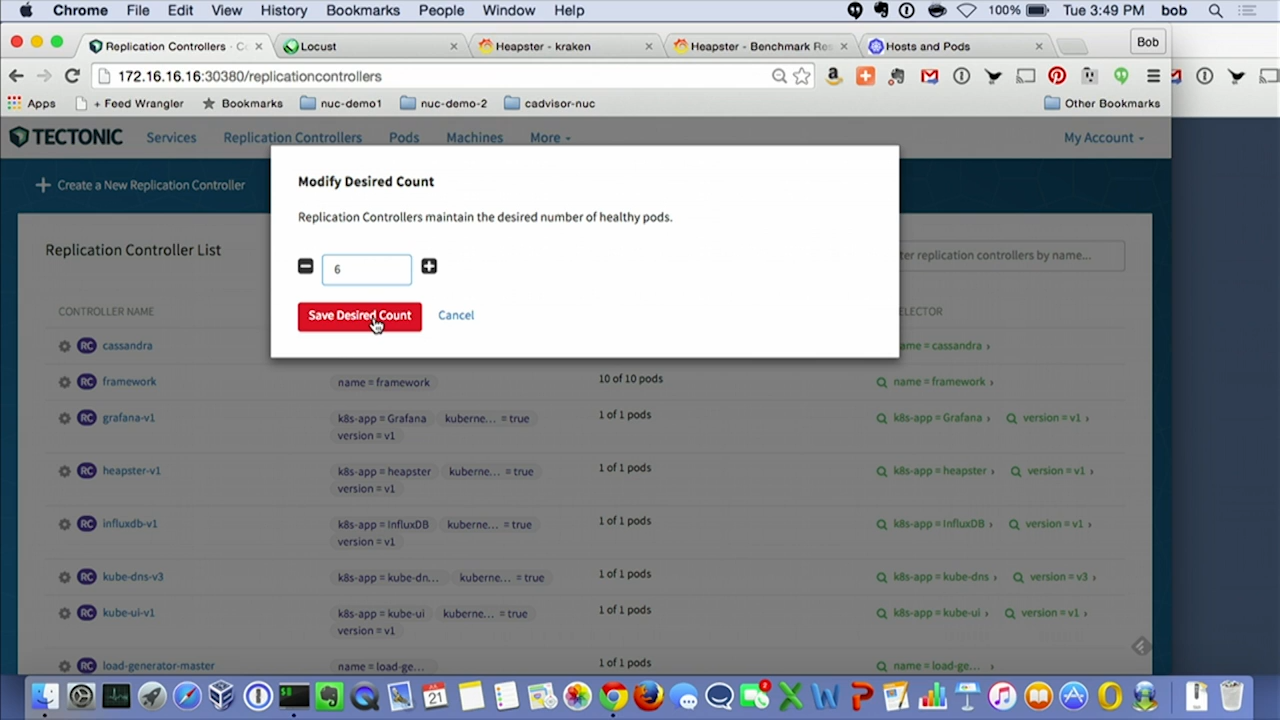 Chrome File Edit View History Bookmarks People Window Help 100% Tue 3:49 PM bob
Replication Controllers - C Locust Heapster - kraken Heapster - Benchmark Res Hosts and Pods Bob
172.16.16.16:30380/replicationcontrollers
Apps + Feed Wrangler Bookmarks nuc-demo1 nuc-demo-2 cadvisor-nuc Other Bookmarks
TECTONIC Services Replication Controllers Pods Machines More My Account
Create a New Replication Controller
Modify Desired Count
Replication Controllers maintain the desired number of healthy pods.
6
Save Desired Count Cancel
Replication Controller List
ter replication controllers by name...
CONTROLLER NAME
ELECTOR
RC cassandra
ame = cassandra ›
RC framework name = framework 10 of 10 pods name = framework ›
RC grafana-v1 k8s-app = Grafana kuberne... = true 1 of 1 pods k8s-app = Grafana › version = v1 ›
version = v1
RC heapster-v1 k8s-app = heapster kuberne... = true 1 of 1 pods k8s-app = heapster › version = v1 ›
version = v1
RC influxdb-v1 k8s-app = InfluxDB kuberne... = true 1 of 1 pods k8s-app = InfluxDB › version = v1 ›
version = v1
RC kube-dns-v3 k8s-app = kube-dn... kuberne... = true 1 of 1 pods k8s-app = kube-dns › version = v3 ›
RC kube-ui-v1 k8s-app = kube-ui kuberne... = true 1 of 1 pods k8s-app = kube-ui › version = v1 ›
version = v1
RC load-generator-master name = load-ge... 1 of 1 pods name = load-ge... ›